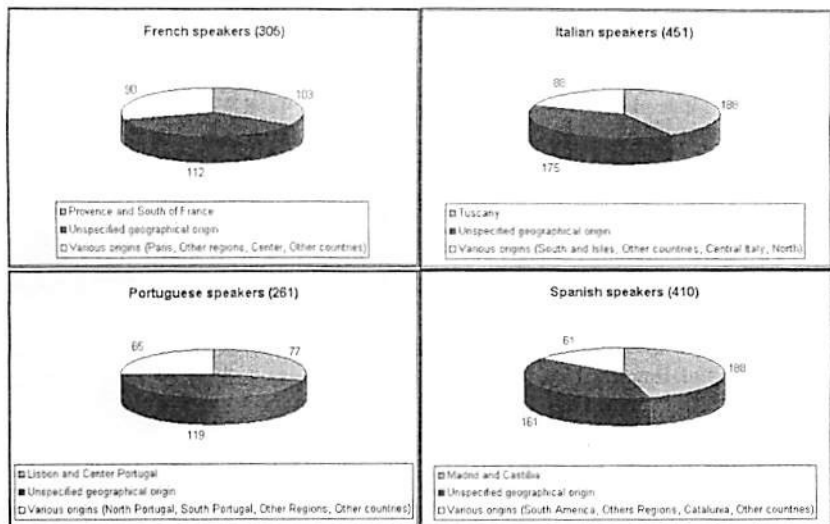 French speakers (305)
90
103
112
Provence and South of France
Unspecified geographical origin
Various origins (Paris, Other regions, Center, Other countries)
Italian speakers (451)
88
188
175
Tuscany
Unspecified geographical origin
Various origins (South and Isles, Other countries, Central Italy, North)
Portuguese speakers (261)
65
77
119
Lisbon and Center Portugal
Unspecified geographical origin
Various origins (North Portugal, South Portugal, Other Regions, Other countries)
Spanish speakers (410)
61
188
161
Madrid and
Unspecified geographical origin
Various origins (South America, Others Regions, Catalunia, Other countries)